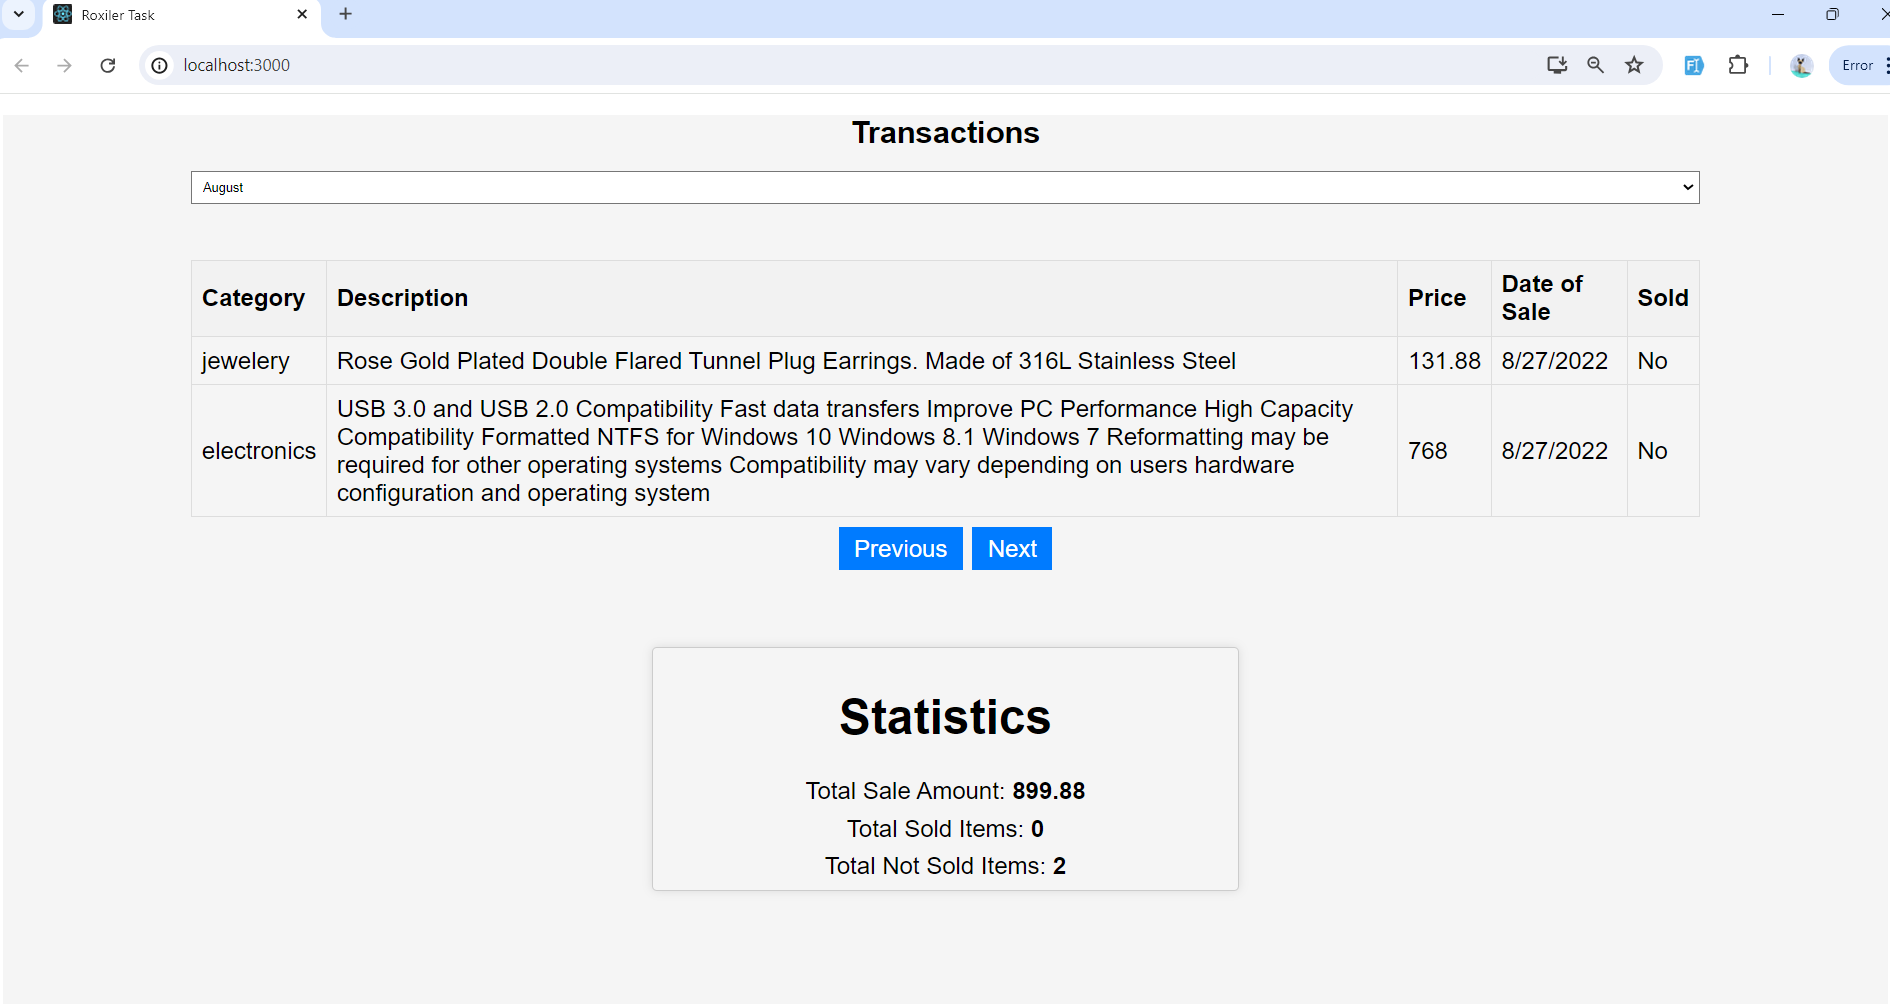 Roxiler Task
localhost:3000
Error
Transactions
August
Category Description Price Date of Sale Sold
jewelery Rose Gold Plated Double Flared Tunnel Plug Earrings. Made of 316L Stainless Steel 131.88 8/27/2022 No
electronics
USB 3.0 and USB 2.0 Compatibility Fast data transfers Improve PC Performance High Capacity
Compatibility Formatted NTFS for Windows 10 Windows 8.1 Windows 7 Reformatting may be
required for other operating systems Compatibility may vary depending on users hardware
configuration and operating system
768 8/27/2022 No
Previous Next
Statistics
Total Sale Amount: 899.88
Total Sold Items: 0
Total Not Sold Items: 2